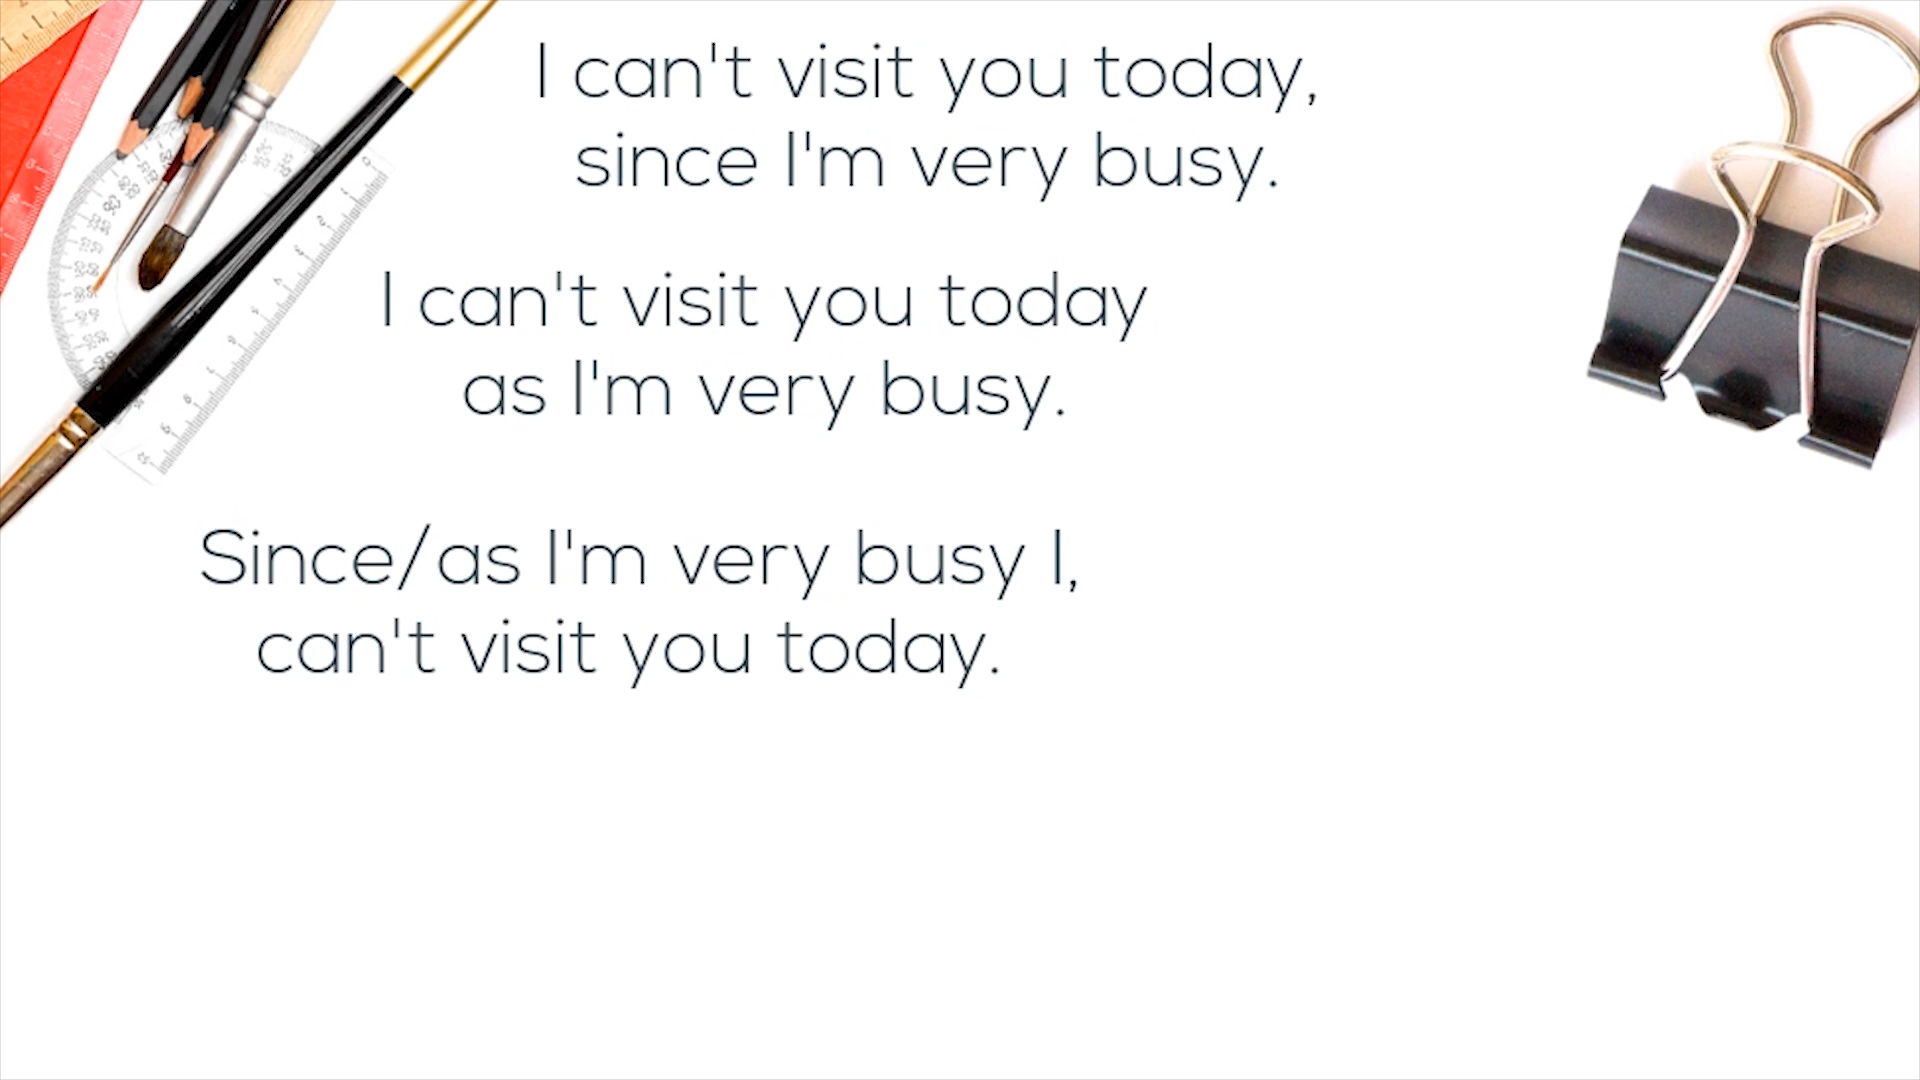 I can't visit you today,
since I'm very busy.
I can't visit you today
as I'm very busy.
Since/as I'm very busy I,
can't visit you today.